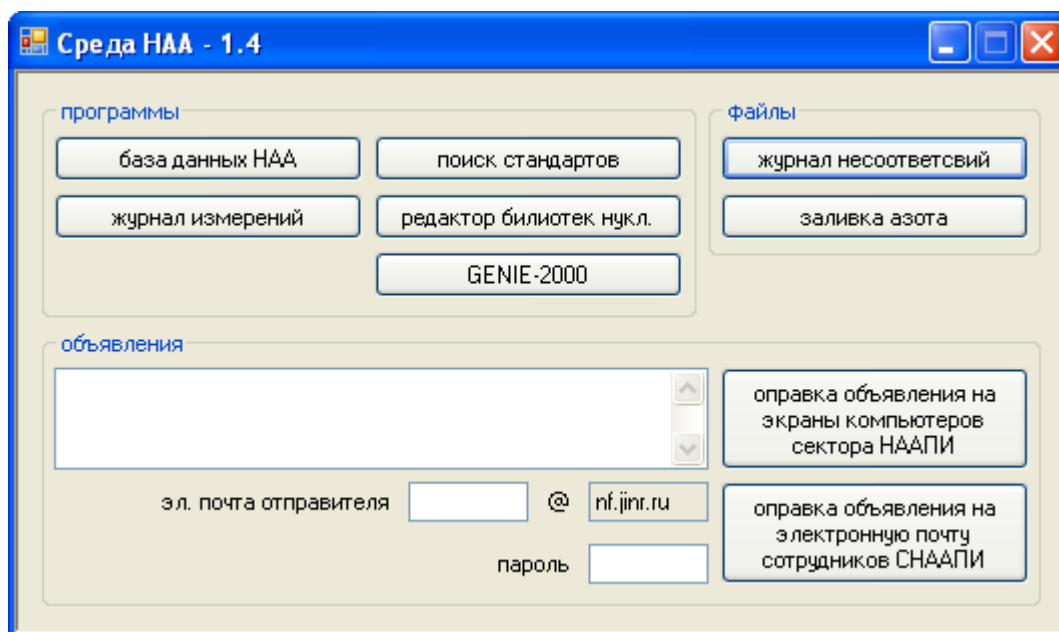 Среда НАА - 1.4
программы
база данных НАА
поиск стандартов
журнал измерений
редактор билиотек нукл.
GENIE-2000
файлы
журнал несоответсвий
заливка азота
объявления
оправка объявления на
экраны компьютеров
сектора НААПИ
эл. почта отправителя
@
nf.jinr.ru
пароль
оправка объявления на
электронную почту
сотрудников СНААПИ